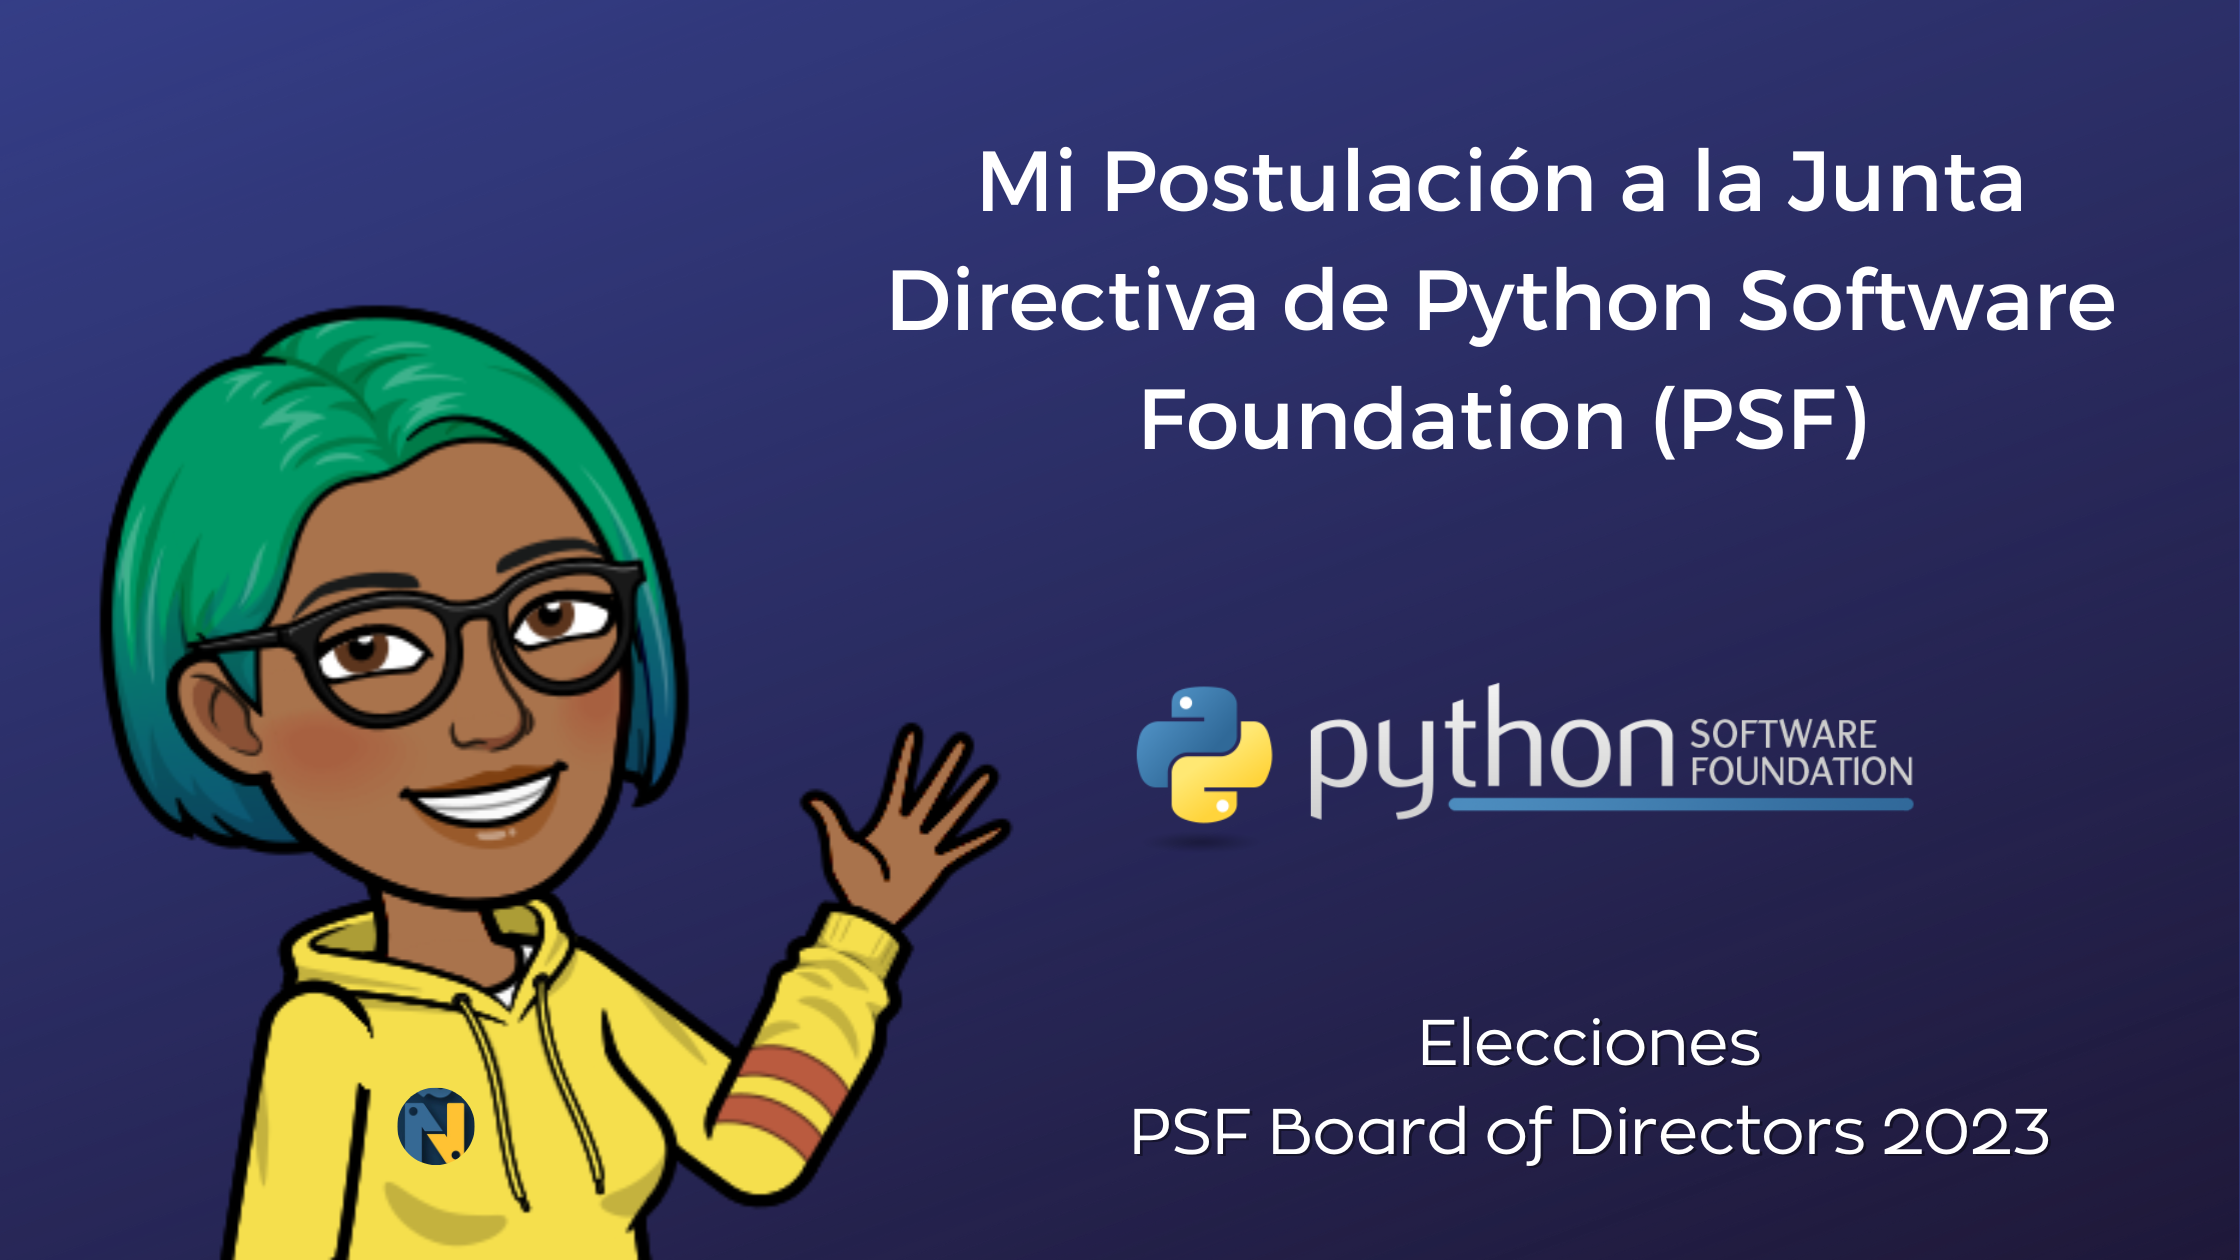 Mi Postulación a la Junta
Directiva de Python Software
Foundation (PSF)
python SOFTWARE
FOUNDATION
Elecciones
PSF Board of Directors 2023